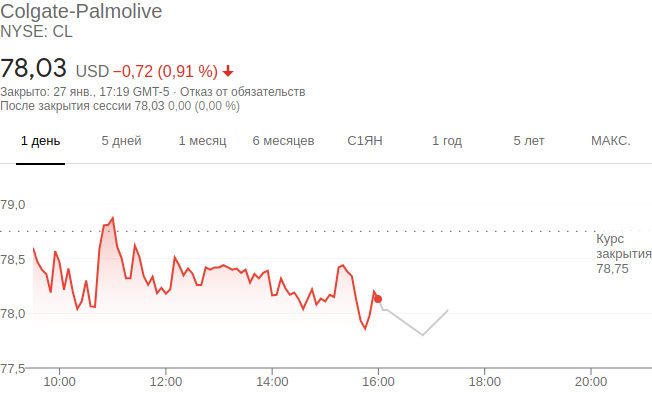 Colgate-Palmolive
NYSE: CL
78,03 USD −0,72 (0,91 %)
Закрыто: 27 янв., 17:19 GMT-5 · Отказ от обязательств
После закрытия сессии 78,03 0,00 (0,00 %)
1 день 5 дней 1 месяц 6 месяцев С1ЯН 1 год 5 лет МАКС.
79,0
Курс
закрытия
78,75
78,5
78,0
77,5
10:00 12:00 14:00 16:00 18:00 20:00